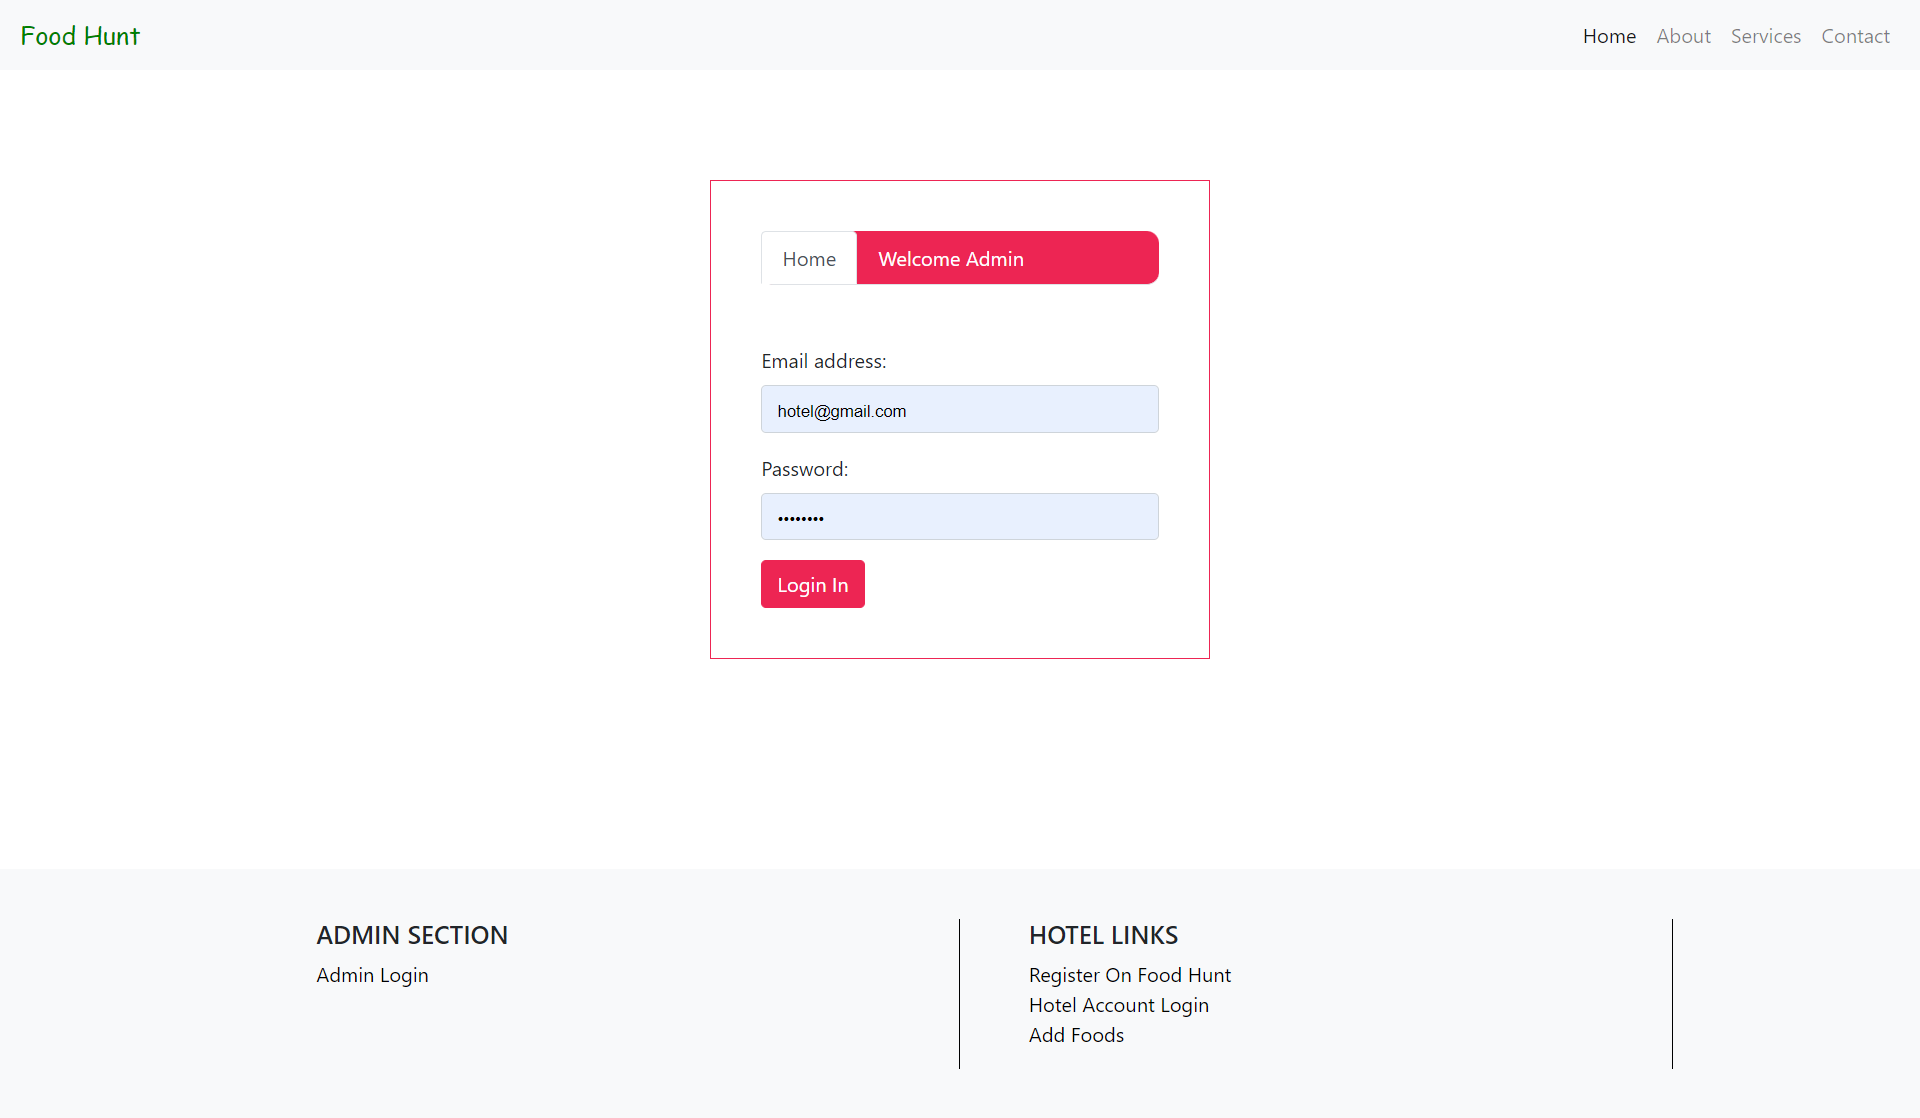 Food Hunt
Home About Services Contact
Home Welcome Admin
Email address:
hotel@gmail.com
Password:
••••••••
Login In
ADMIN SECTION
Admin Login
HOTEL LINKS
Register On Food Hunt
Hotel Account Login
Add Foods